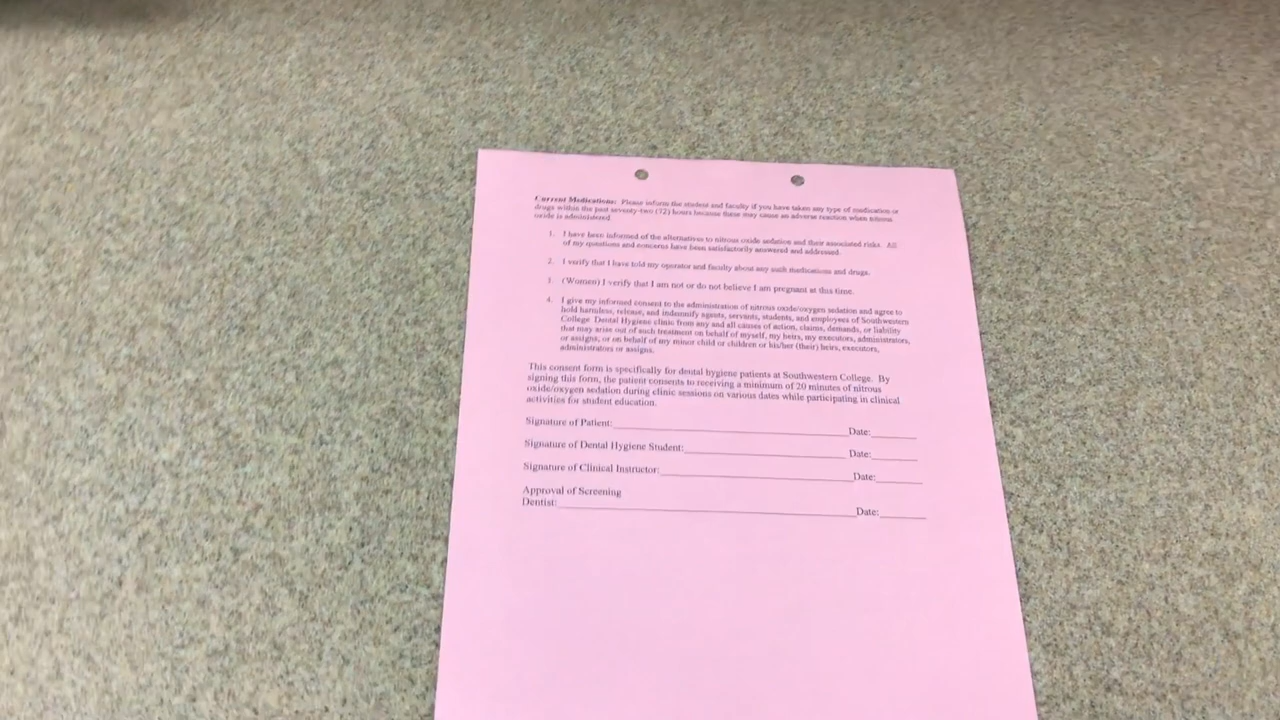 Current Medications: Please inform the student and faculty if you have taken any type of medication or
drugs within the past seventy-two (72) hours because these may cause an adverse reaction when nitrous
oxide is administered.
1. I have been informed of the alternatives to nitrous oxide sedation and their associated risks. All
of my questions and concerns have been satisfactorily answered and addressed.
2. I verify that I have told my operator and faculty about any such medications and drugs.
3. (Women) I verify that I am not or do not believe I am pregnant at this time.
4. I give my informed consent to the administration of nitrous oxide/oxygen sedation and agree to
hold harmless, release, and indemnify agents, servants, students, and employees of Southwestern
College Dental Hygiene clinic from any and all causes of action, claims, demands, or liability
that may arise out of such treatment on behalf of myself, my heirs, my executors, administrators,
or assigns, or on behalf of my minor child or children or his/her (their) heirs, executors,
administrators or assigns.
This consent form is specifically for dental hygiene patients at Southwestern College. By
signing this form, the patient consents to receiving a minimum of 20 minutes of nitrous
oxide/oxygen sedation during clinic sessions on various dates while participating in clinical
activities for student education.
Signature of Patient: Date:
Signature of Dental Hygiene Student: Date:
Signature of Clinical Instructor: Date:
Approval of Screening
Dentist: Date: